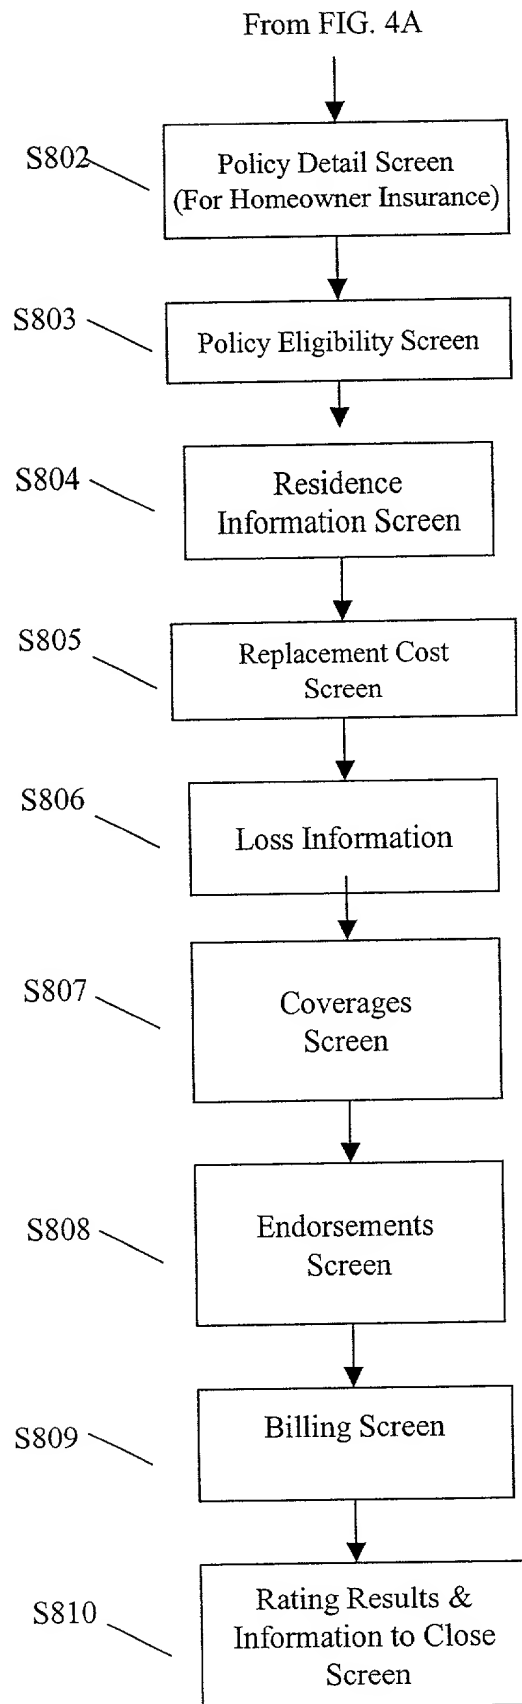 From FIG. 4A
S802
Policy Detail Screen
(For Homeowner Insurance)
S803
Policy Eligibility Screen
S804
Residence
Information Screen
S805
Replacement Cost
Screen
S806
Loss Information
S807
Coverages
Screen
S808
Endorsements
Screen
S809
Billing Screen
S810
Rating Results &
Information to Close
Screen